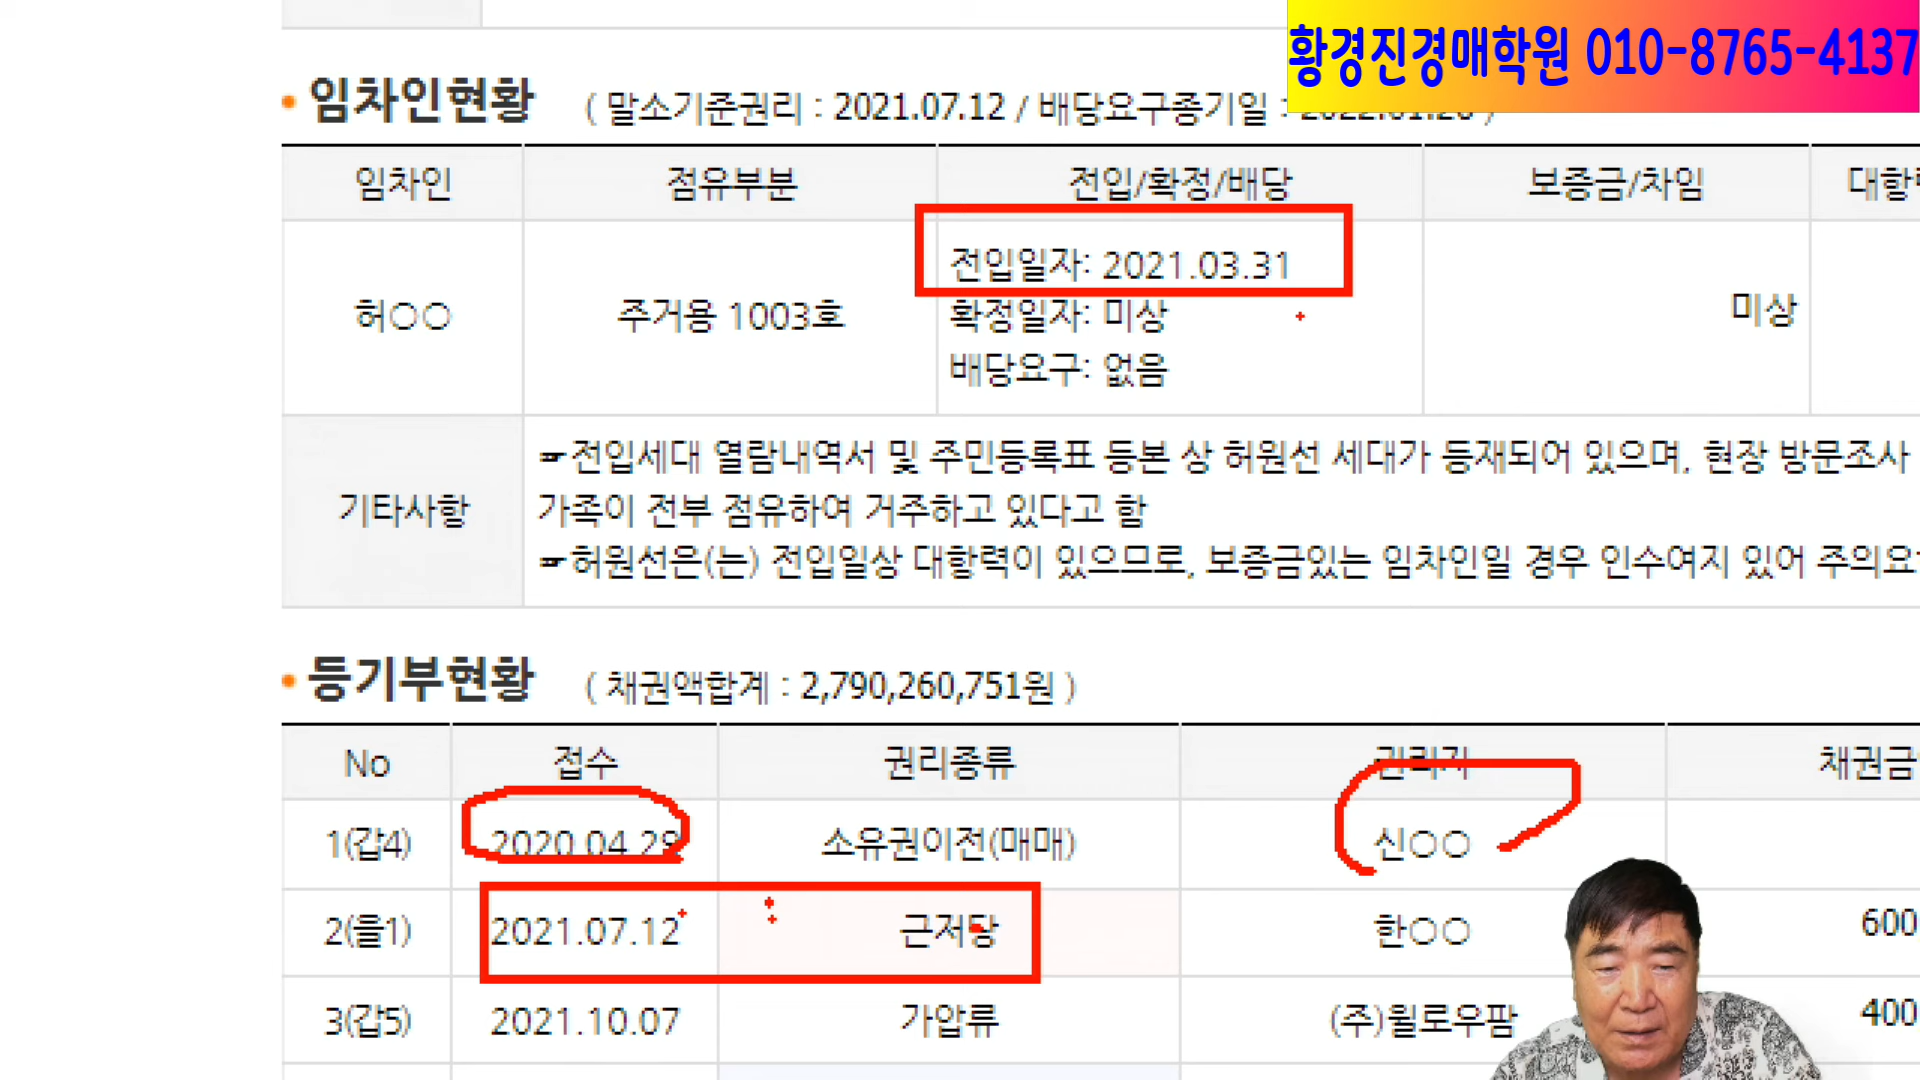 황경진경매학원 010-8765-4137
임차인현황 ( 말소기준권리 : 2021.07.12 / 배당요구종기일 :
임차인 점유부분 전입/확정/배당 보증금/차임 대항
허○○ 주거용 1003호 전입일자: 2021.03.31
확정일자: 미상
배당요구: 없음
미상
기타사항
☞전입세대 열람내역서 및 주민등록표 등본 상 허원선 세대가 등재되어 있으며, 현장 방문조사
가족이 전부 점유하여 거주하고 있다고 함
☞허원선은(는) 전입일상 대항력이 있으므로, 보증금있는 임차인일 경우 인수여지 있어 주의요
등기부현황 ( 채권액합계 : 2,790,260,751원 )
No 접수 권리종류 권리자 채권금
1(갑4) 2020.04.29 소유권이전(매매) 신○○
2(을1) 2021.07.12 근저당 한○○ 600
3(갑5) 2021.10.07 가압류 (주)월로우팜 400